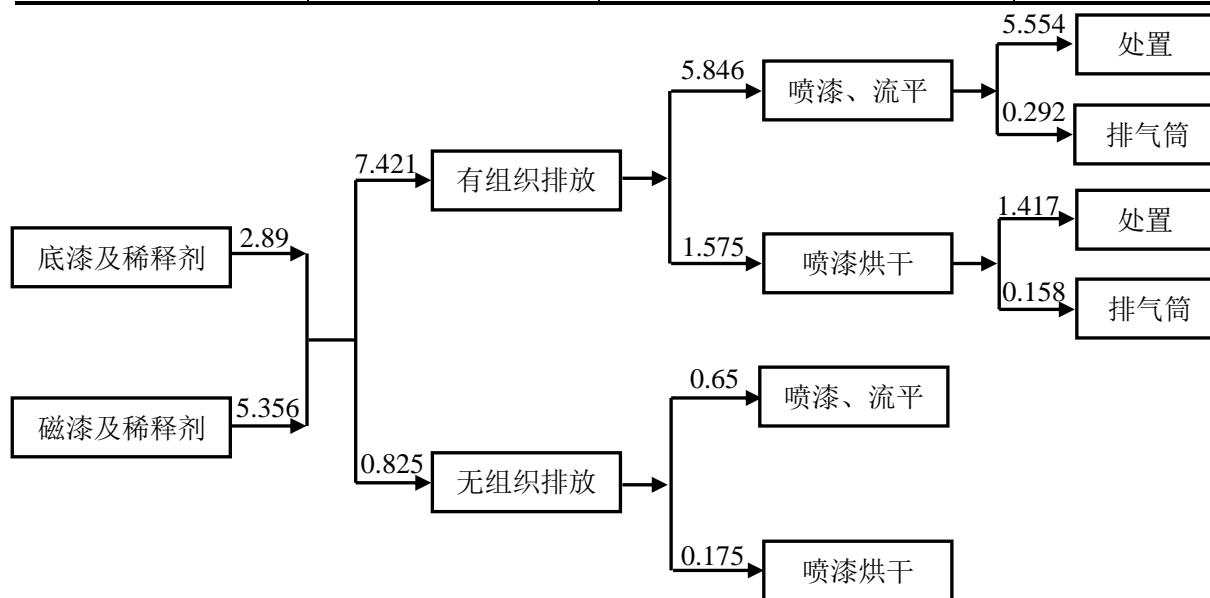 5.554
处置
5.846
喷漆、流平
0.292
排气筒
7.421
有组织排放
1.417
处置
2.89
底漆及稀释剂
1.575
喷漆烘干
0.158
排气筒
0.65
喷漆、流平
5.356
磁漆及稀释剂
0.825
无组织排放
0.175
喷漆烘干